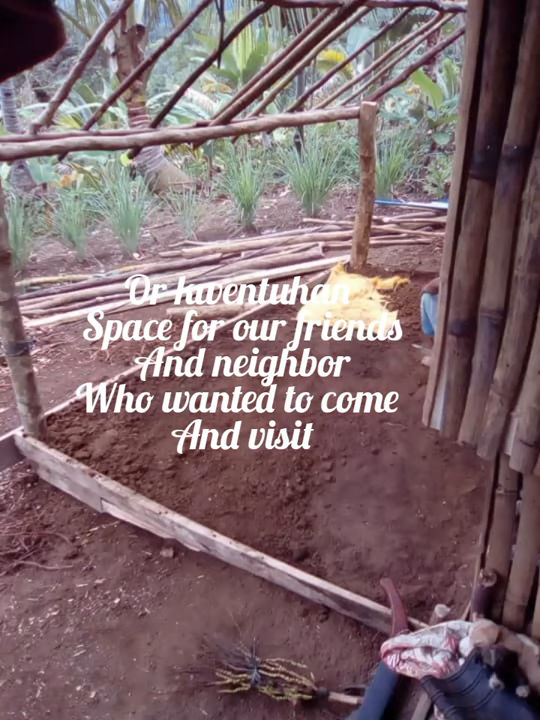 Or kwentuhan
Space for our friends
And neighbor
Who wanted to come
And visit